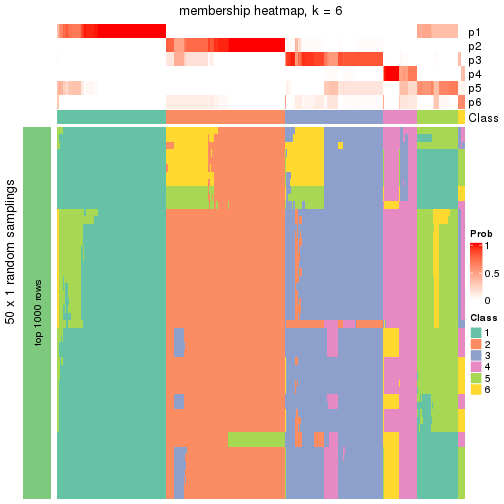 membership heatmap, k = 6
p1
p2
p3
p4
p5
p6
Class
50 x 1 random samplings
top 1000 rows
Prob
1
0.5
0
Class
1
2
3
4
5
6